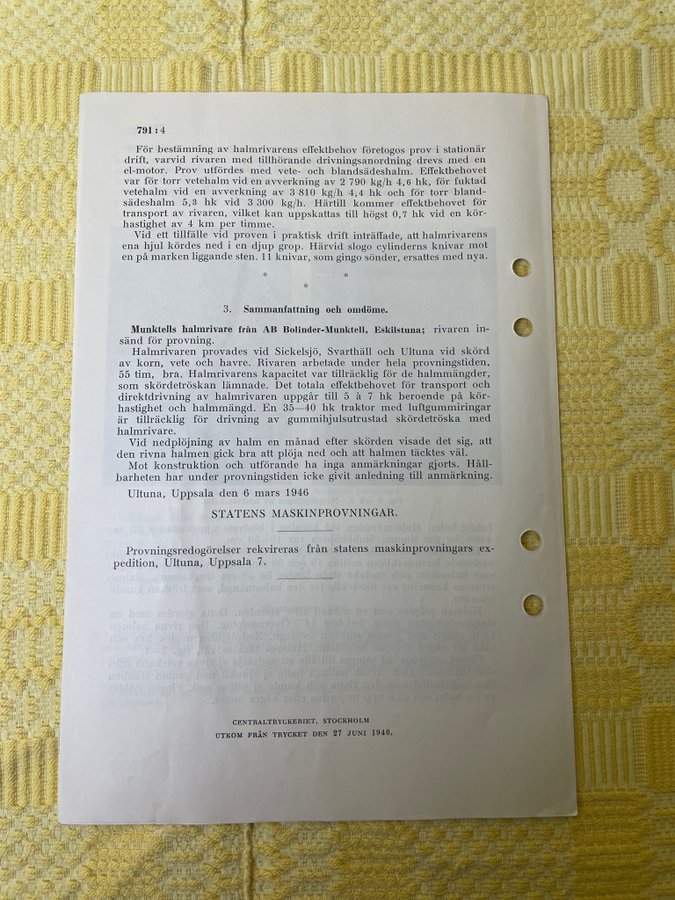 791:4
För bestämning av halmrivarens effektbehov företogos prov i stationär
drift, varvid rivaren med tillhörande drivningsanordning drevs med en
el-motor. Prov utfördes med vete- och blandsädeshalm. Effektbehovet
var för torr vetehalm vid en avverkning av 2 790 kg/h 4,6 hk, för fuktad
vetehalm vid en avverkning av 3 810 kg/h 4,4 hk och för torr bland-
sädeshalm 5,3 hk vid 3 300 kg/h. Härtill kommer effektbehovet för
transport av rivaren, vilket kan uppskattas till högst 0,7 hk vid en kör-
hastighet av 4 km per timme.
Vid ett tillfälle vid proven i praktisk drift inträffade, att halmrivarens
ena hjul kördes ned i en djup grop. Härvid slogo cylinderns knivar mot
en på marken liggande sten. 11 knivar, som gingo sönder, ersattes med nya.
* *
*
3. Sammanfattning och omdöme.
Munktells halmrivare från AB Bolinder-Munktell, Eskilstuna; rivaren in-
sänd för provning.
Halmrivaren provades vid Sickelsjö, Svarthäll och Ultuna vid skörd
av korn, vete och havre. Rivaren arbetade under hela provningstiden,
55 tim, bra. Halmrivarens kapacitet var tillräcklig för de halmmängder,
som skördetröskan lämnade. Det totala effektbehovet för transport och
direktdrivning av halmrivaren uppgår till 5 à 7 hk beroende på kör-
hastighet och halmmängd. En 35—40 hk traktor med luftgummiringar
är tillräcklig för drivning av gummihjulsutrustad skördetröska med
halmrivare.
Vid nedplöjning av halm en månad efter skörden visade det sig, att
den rivna halmen gick bra att plöja ned och att halmen täcktes väl.
Mot konstruktion och utförande ha inga anmärkningar gjorts. Håll-
barheten har under provningstiden icke givit anledning till anmärkning.
Ultuna, Uppsala den 6 mars 1946
STATENS MASKINPROVNINGAR.
Provningsredogörelser rekvireras från statens maskinprovningars ex-
pedition, Ultuna, Uppsala 7.
CENTRALTRYCKERIET, STOCKHOLM
UTKOM FRÅN TRYCKET DEN 27 JUNI 1946.